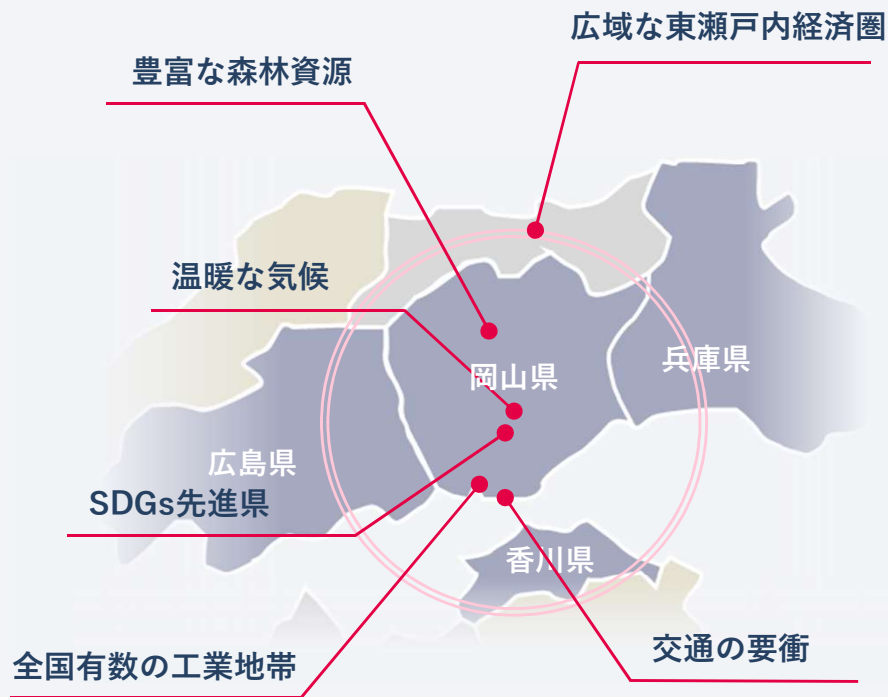 広域な東瀬戸内経済圏
豊富な森林資源
温暖な気候
兵庫県
岡山県
広島県
SDGs先進県
香川県
交通の要衝
全国有数の工業地帯